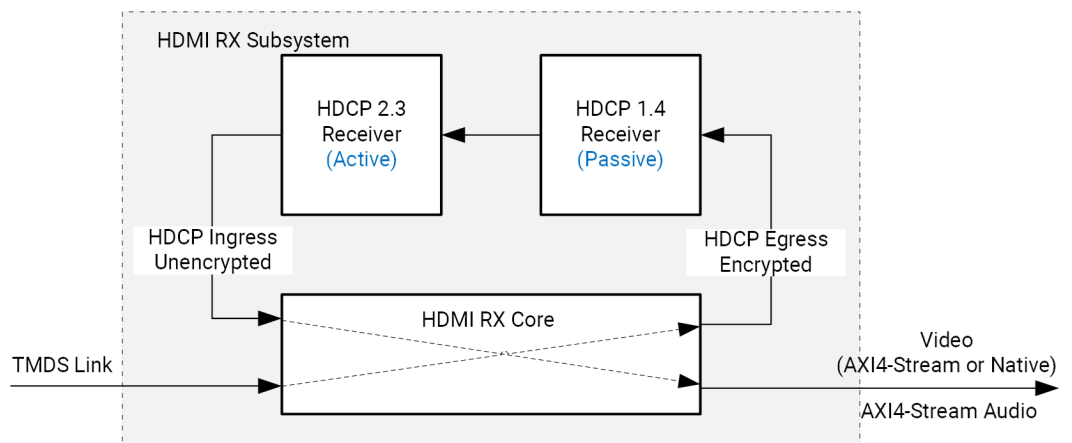 HDMI RX Subsystem
HDCP 2.3
Receiver
(Active)
HDCP 1.4
Receiver
(Passive)
HDCP Ingress
Unencrypted
HDCP Egress
Encrypted
HDMI RX Core
TMDS Link
Video
(AXI4-Stream or Native)
AXI4-Stream Audio